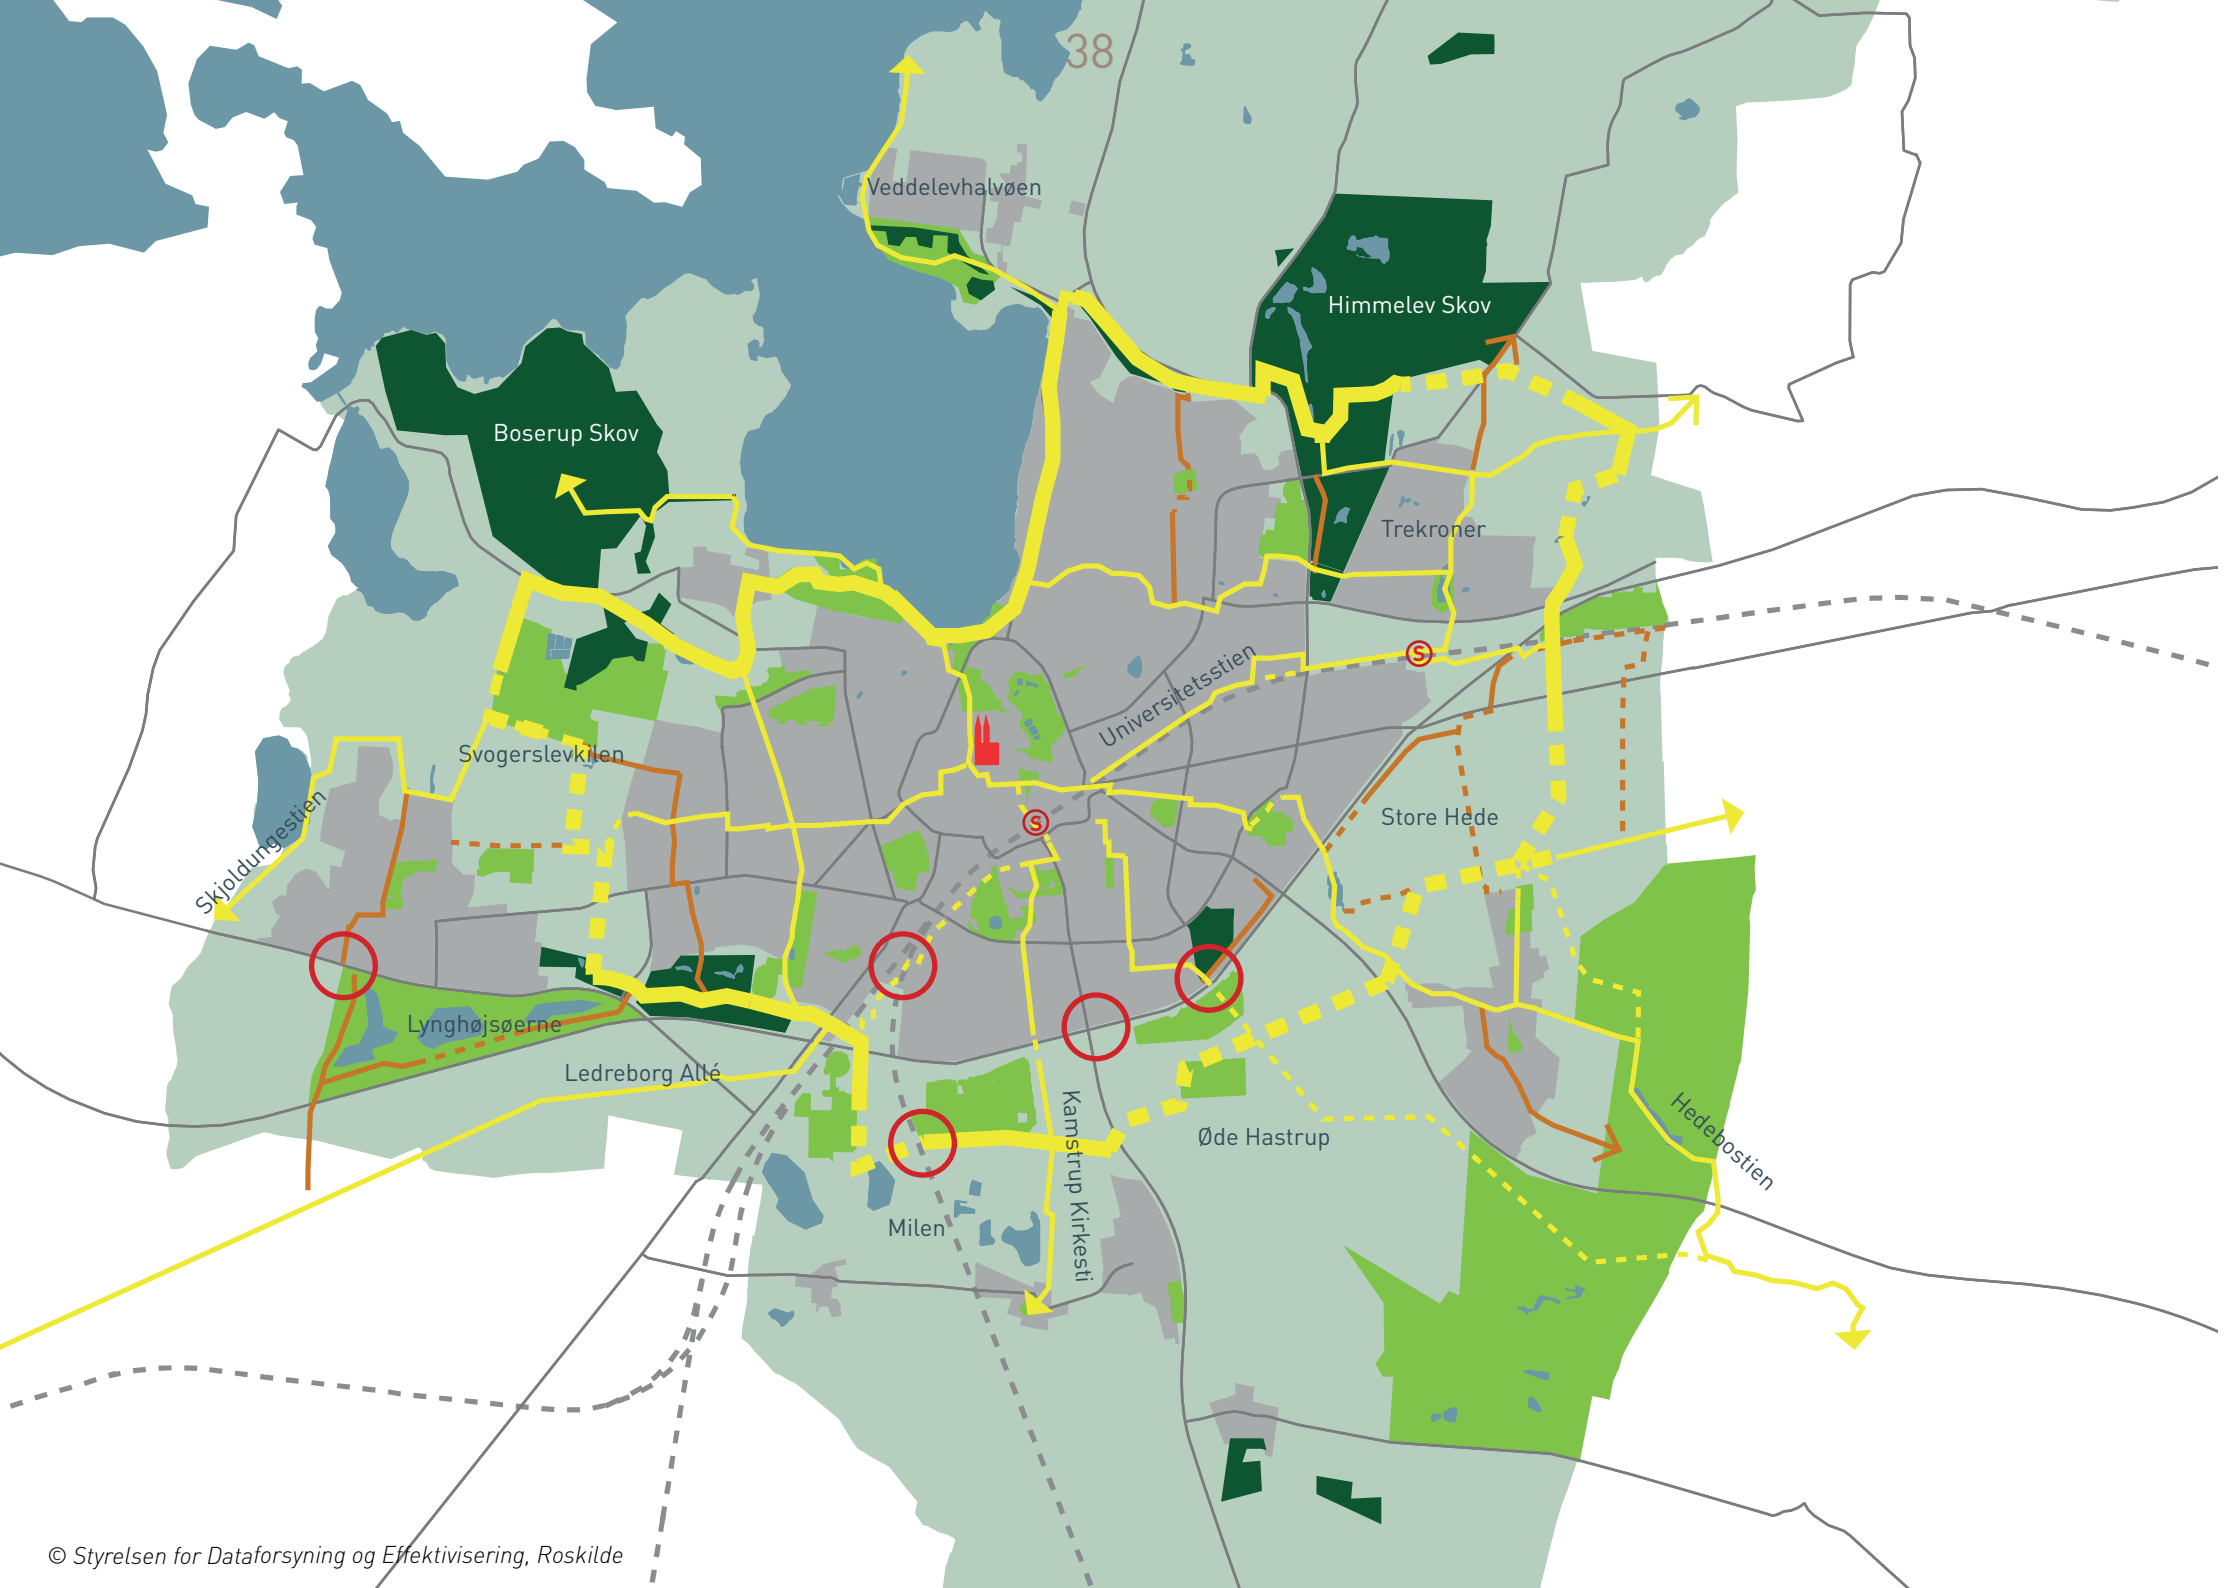 38
Veddelevhalvøen
Himmelev Skov
Boserup Skov
Trekroner
Universitetsstien
S
Svogerslevkilen
Skjoldungestien
S
Store Hede
Lynghøjsøerne
Ledreborg Allé
Kamstrup Kirkesti
Øde Hastrup
Hedebostien
Milen
© Styrelsen for Dataforsyning og Effektivisering, Roskilde